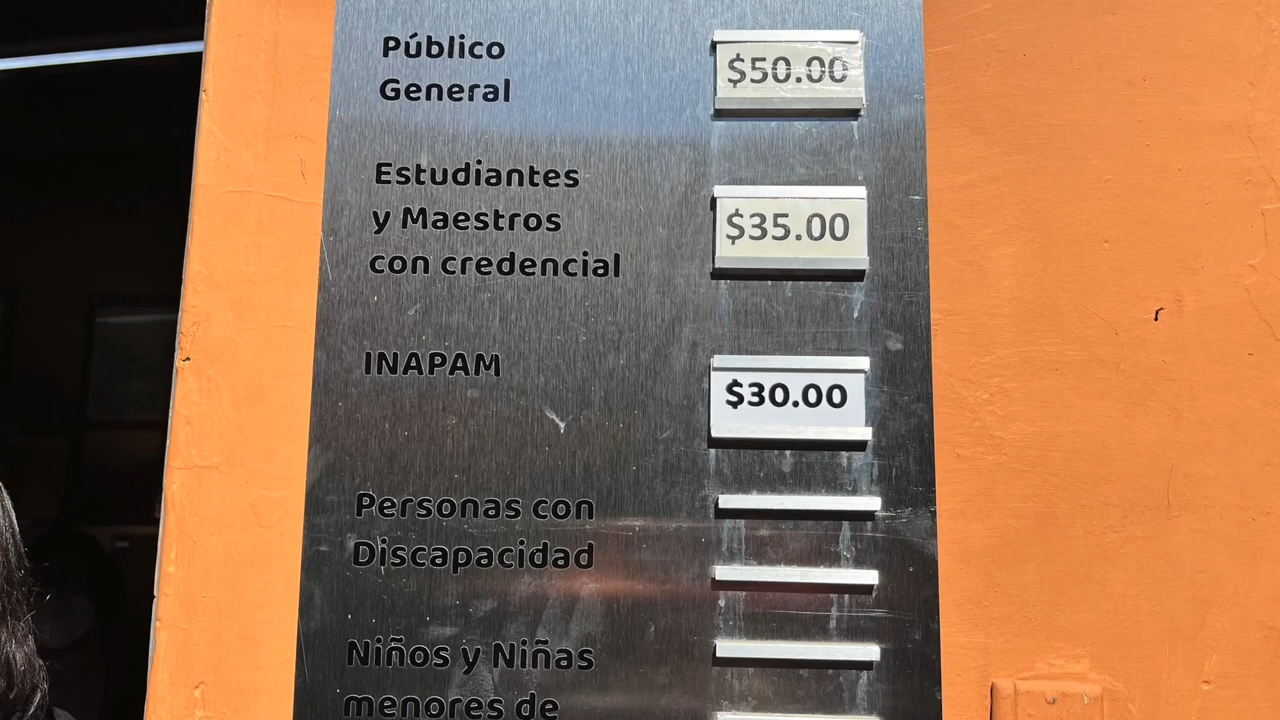 Público
General
$50.00
Estudiantes
y Maestros
con credencial
$35.00
INAPAM
$30.00
Personas con
Discapacidad
Niños y Niñas
menores de